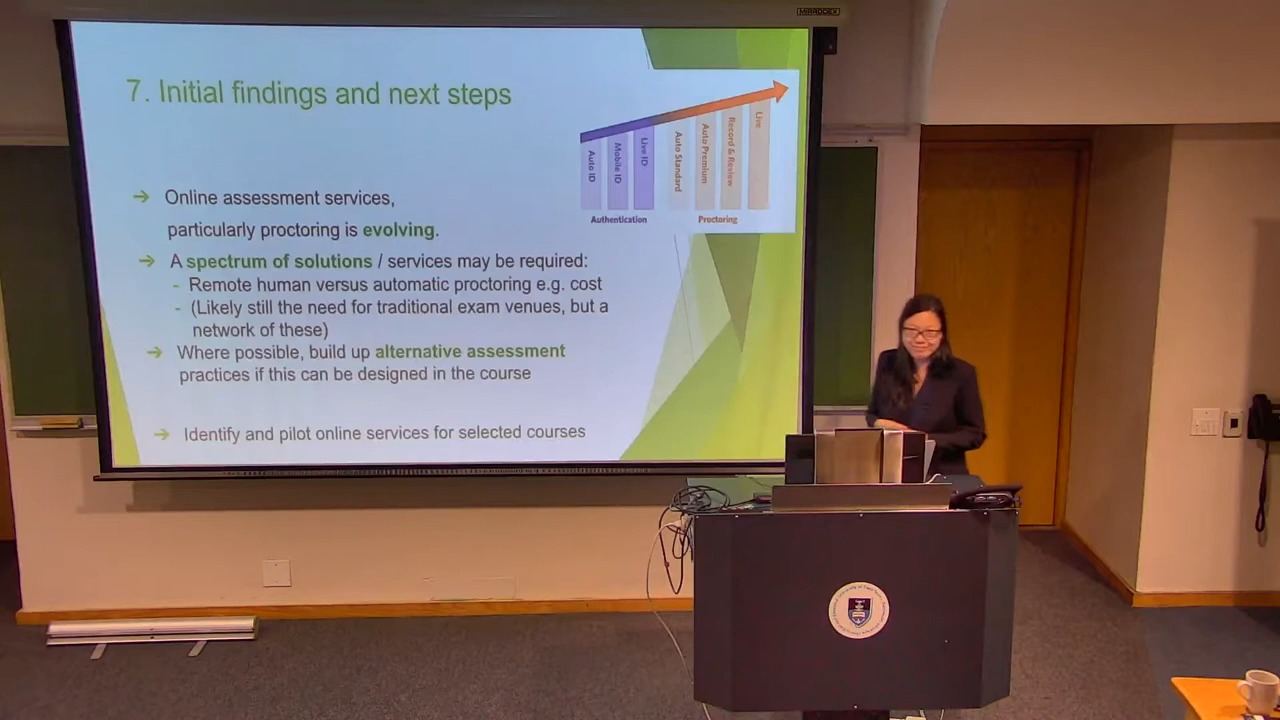 MIRRODEX
7. Initial findings and next steps
Auto ID
Mobile ID
Live ID
Auto Standard
Auto Premium
Record & Review
Live
Authentication
Proctoring
➔ Online assessment services,
particularly proctoring is evolving.
➔ A spectrum of solutions / services may be required:
- Remote human versus automatic proctoring e.g. cost
- (Likely still the need for traditional exam venues, but a
network of these)
➔ Where possible, build up alternative assessment
practices if this can be designed in the course
➔ Identify and pilot online services for selected courses